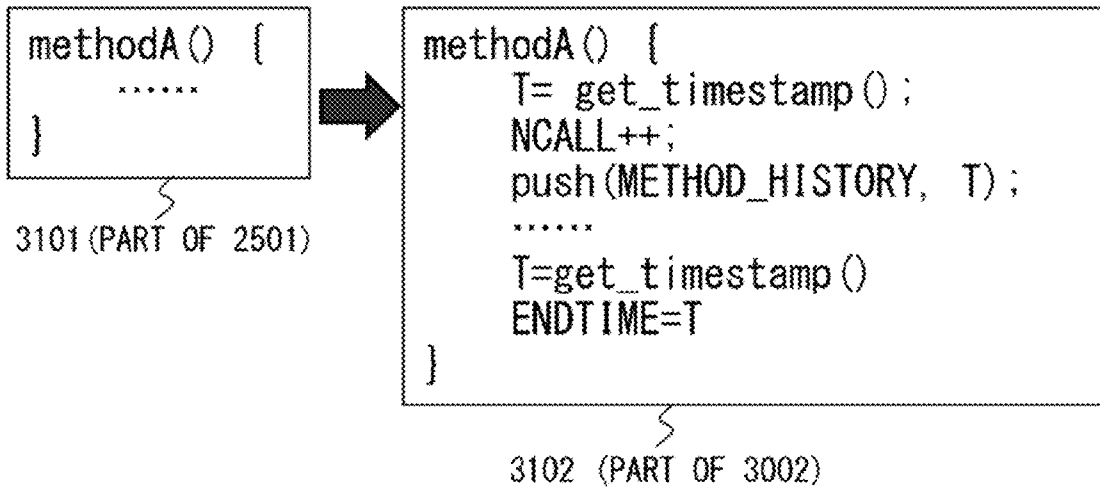 methodA() {
......
}
3101(PART OF 2501)
methodA() {
T= get_timestamp();
NCALL++;
push(METHOD_HISTORY, T);
......
T=get_timestamp()
ENDTIME=T
}
3102 (PART OF 3002)